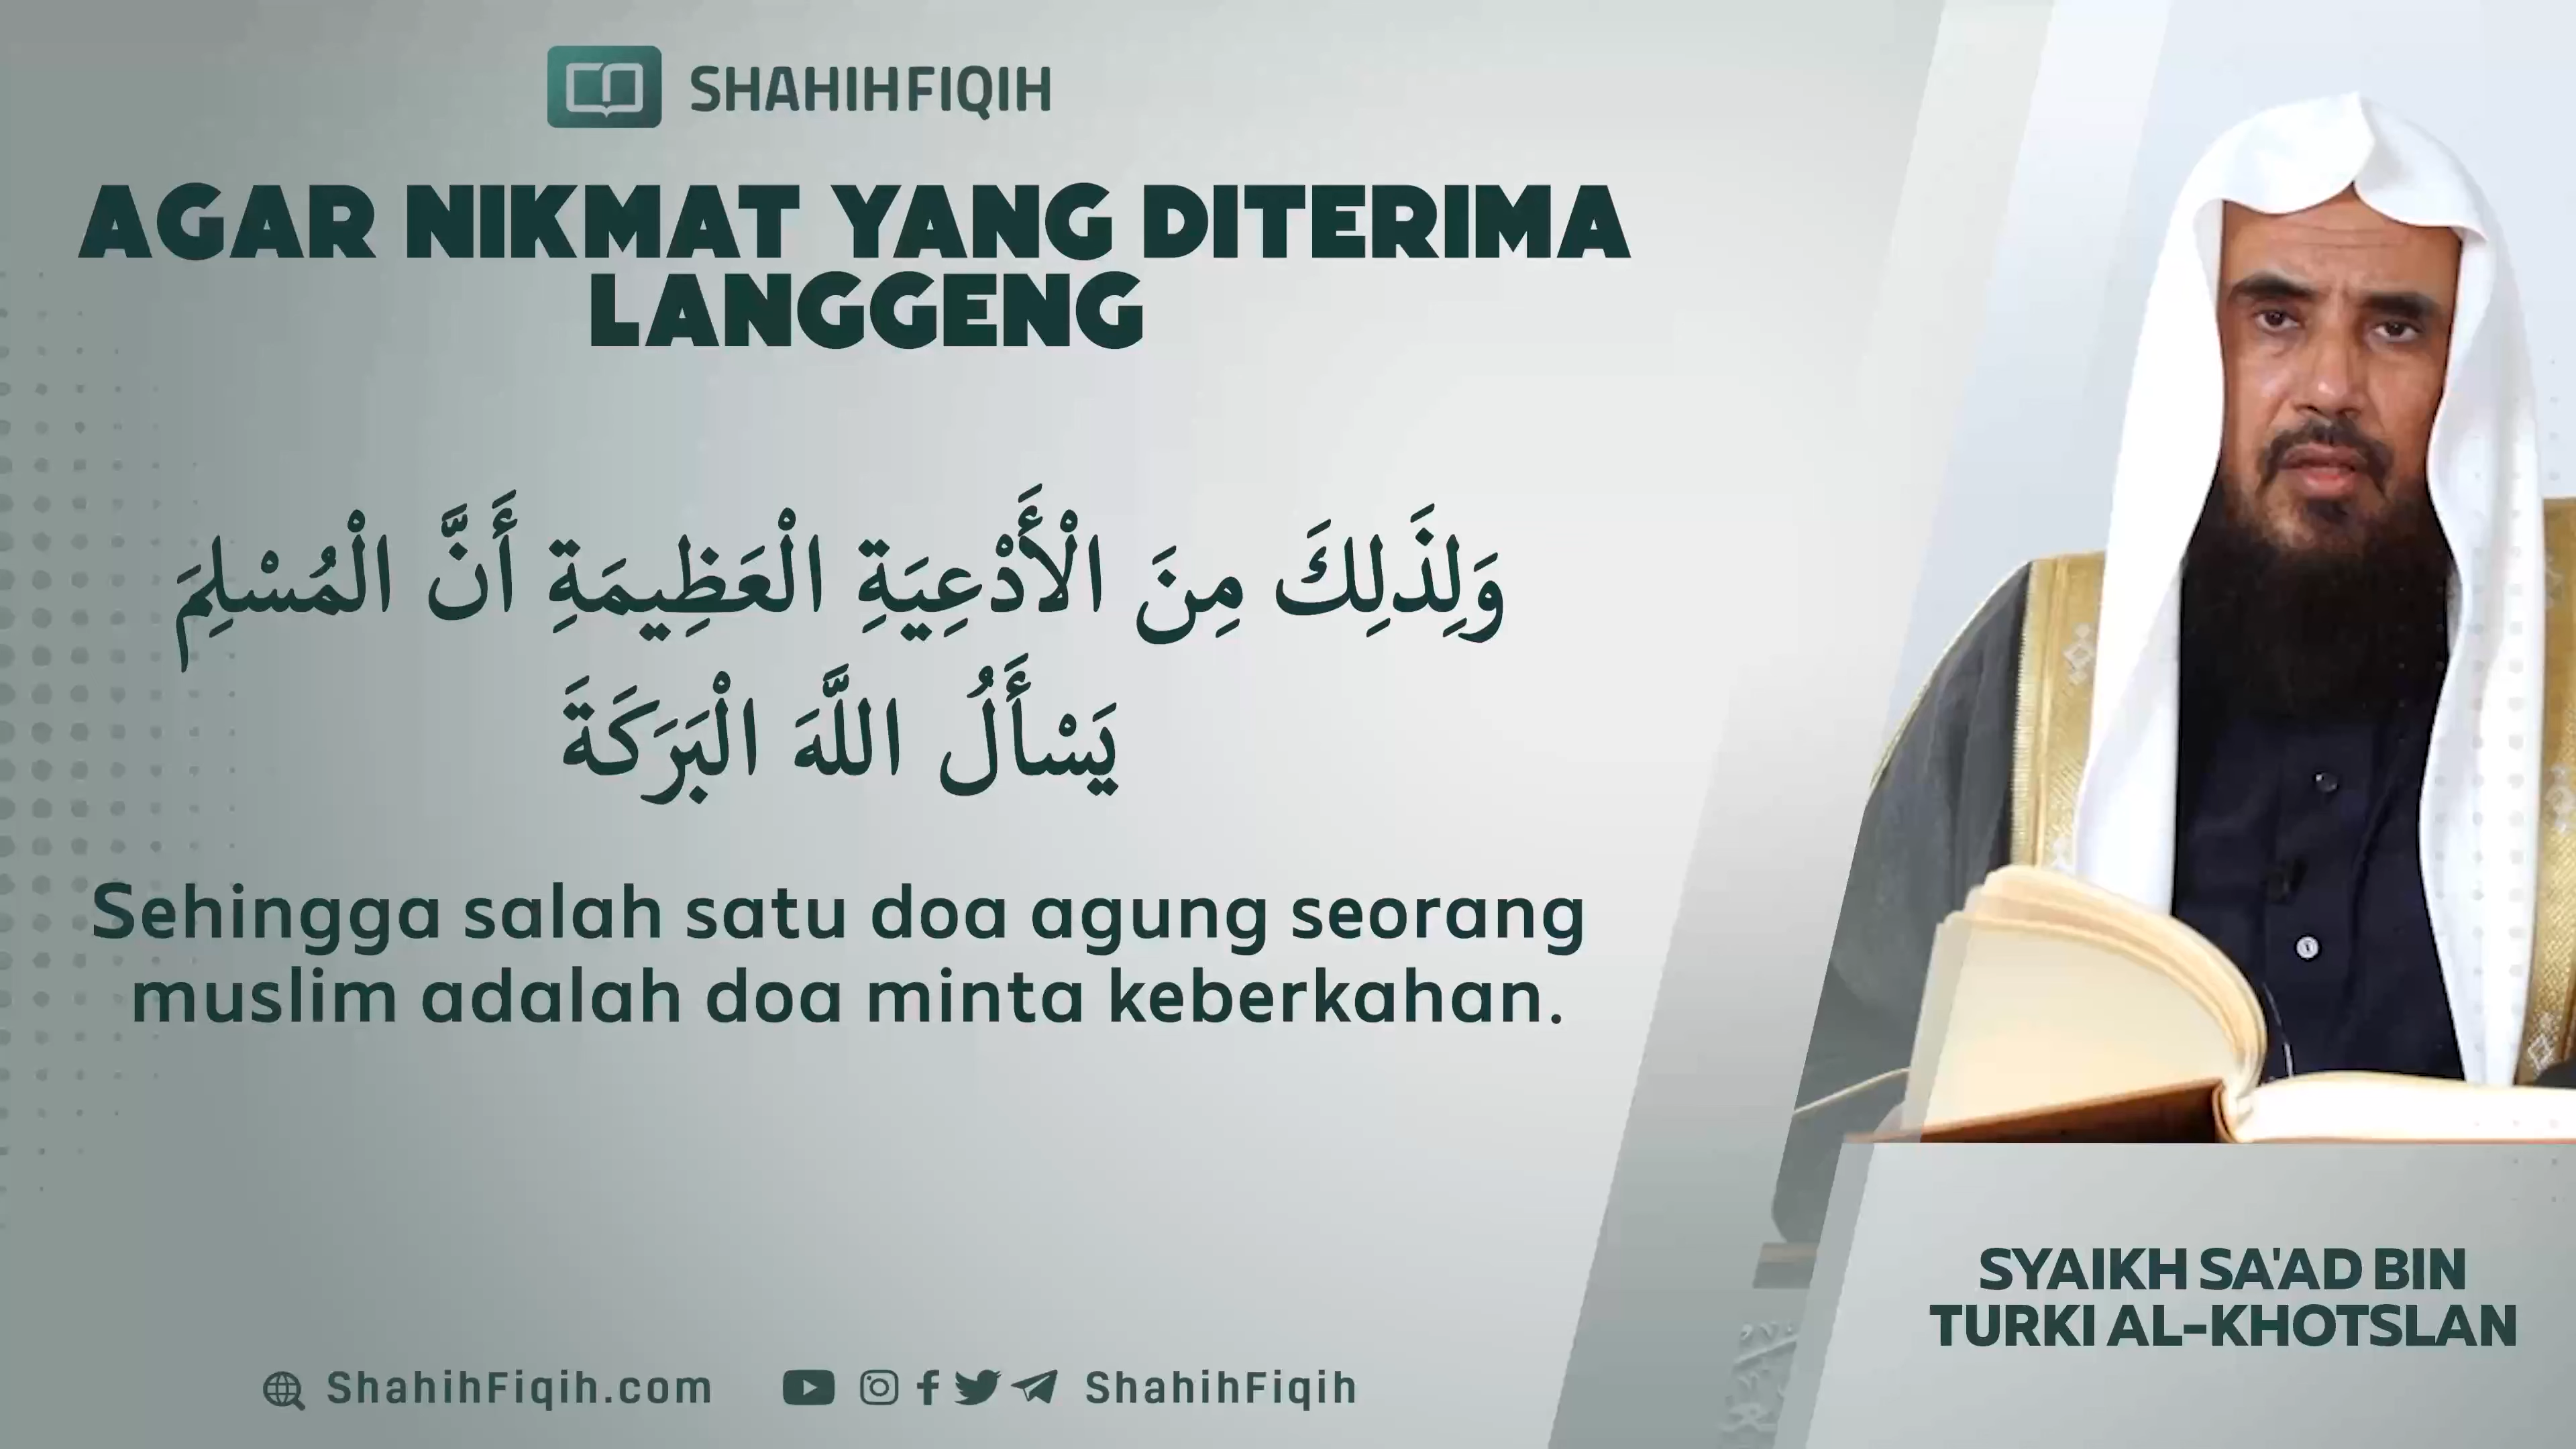 SHAHIHFIQIH
AGAR NIKMAT YANG DITERIMA
LANGGENG
وَلِذَلِكَ مِنَ الْأَدْعِيَةِ الْعَظِيمَةِ أَنَّ الْمُسْلِمَ
يَسْأَلُ اللَّهَ الْبَرَكَةَ
Sehingga salah satu doa agung seorang
muslim adalah doa minta keberkahan.
SYAIKH SA'AD BIN
TURKI AL-KHOTSLAN
ShahihFiqih.com
ShahihFiqih